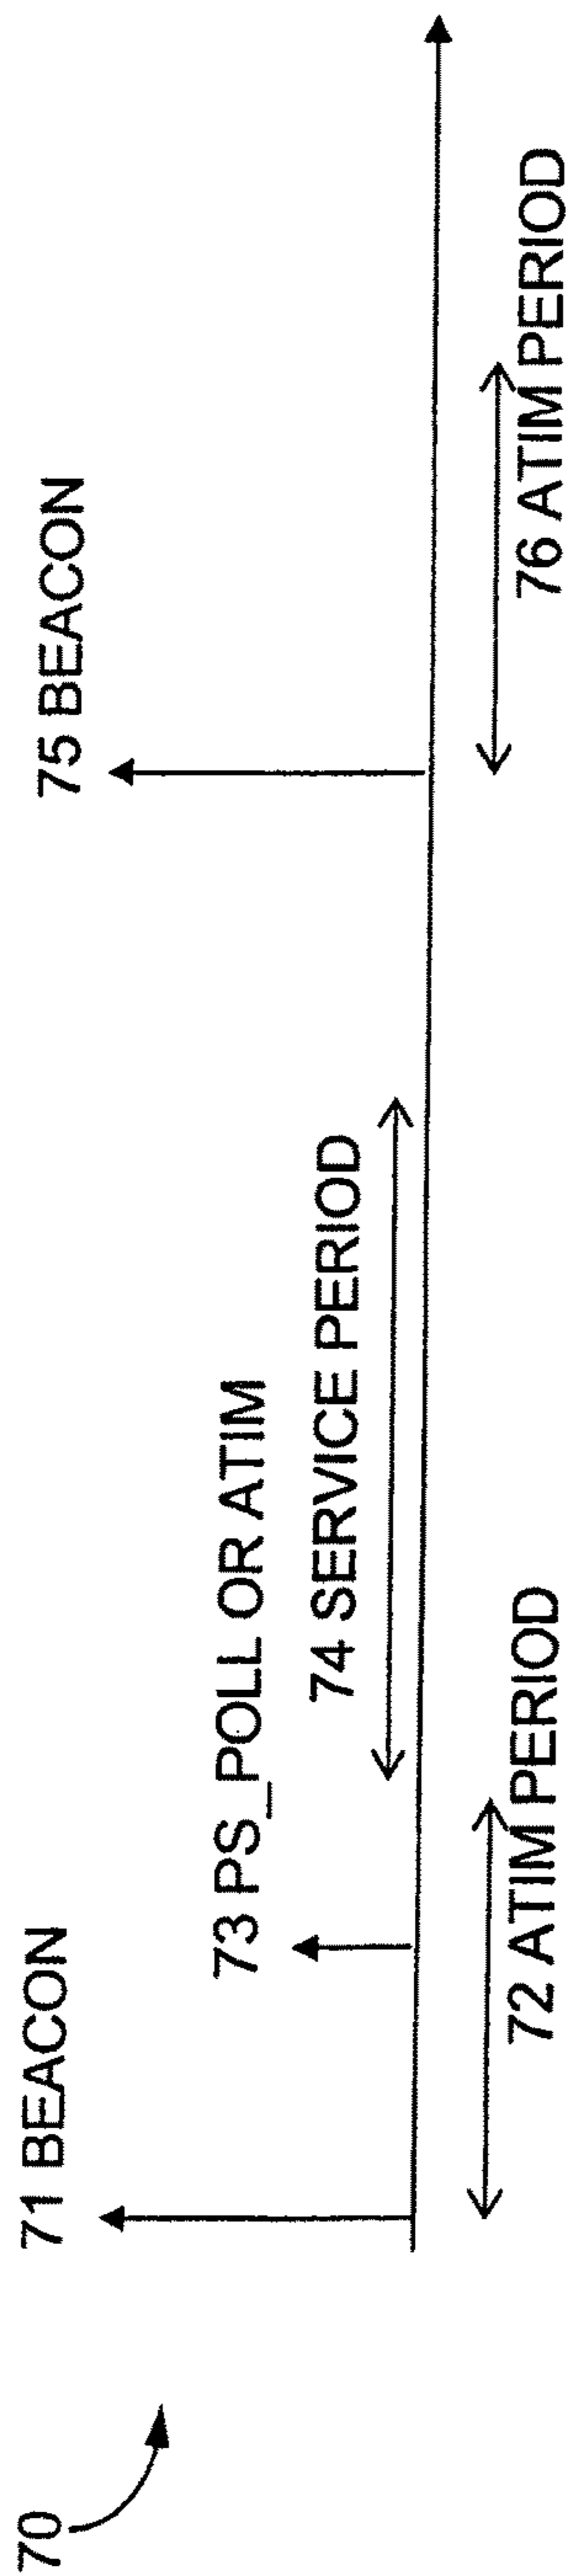 70
71 BEACON
75 BEACON
73 PS_POLL OR ATIM
74 SERVICE PERIOD
72 ATIM PERIOD
76 ATIM PERIOD